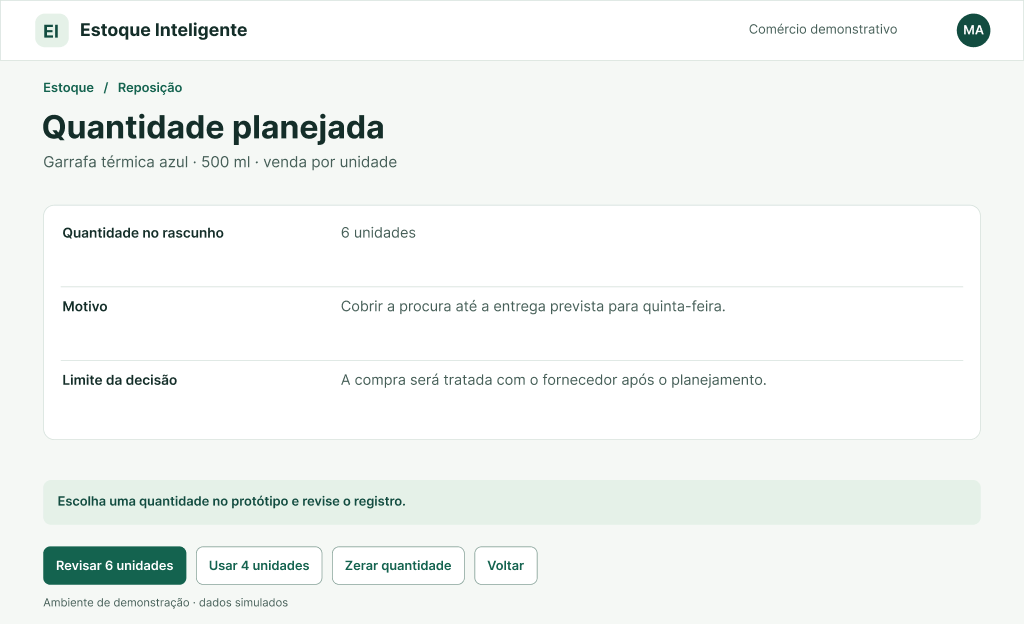 EI Estoque Inteligente
Comércio demonstrativo
MA
Estoque / Reposição
Quantidade planejada
Garrafa térmica azul · 500 ml · venda por unidade
Quantidade no rascunho 6 unidades
Motivo Cobrir a procura até a entrega prevista para quinta-feira.
Limite da decisão A compra será tratada com o fornecedor após o planejamento.
Escolha uma quantidade no protótipo e revise o registro.
Revisar 6 unidades Usar 4 unidades Zerar quantidade Voltar
Ambiente de demonstração · dados simulados